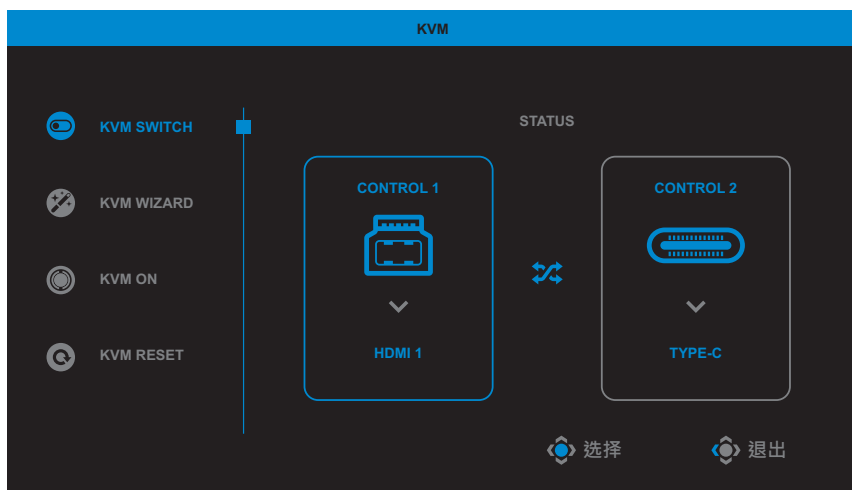 KVM
KVM SWITCH
KVM WIZARD
KVM ON
KVM RESET
STATUS
CONTROL 1
HDMI 1
CONTROL 2
TYPE-C
选择
退出